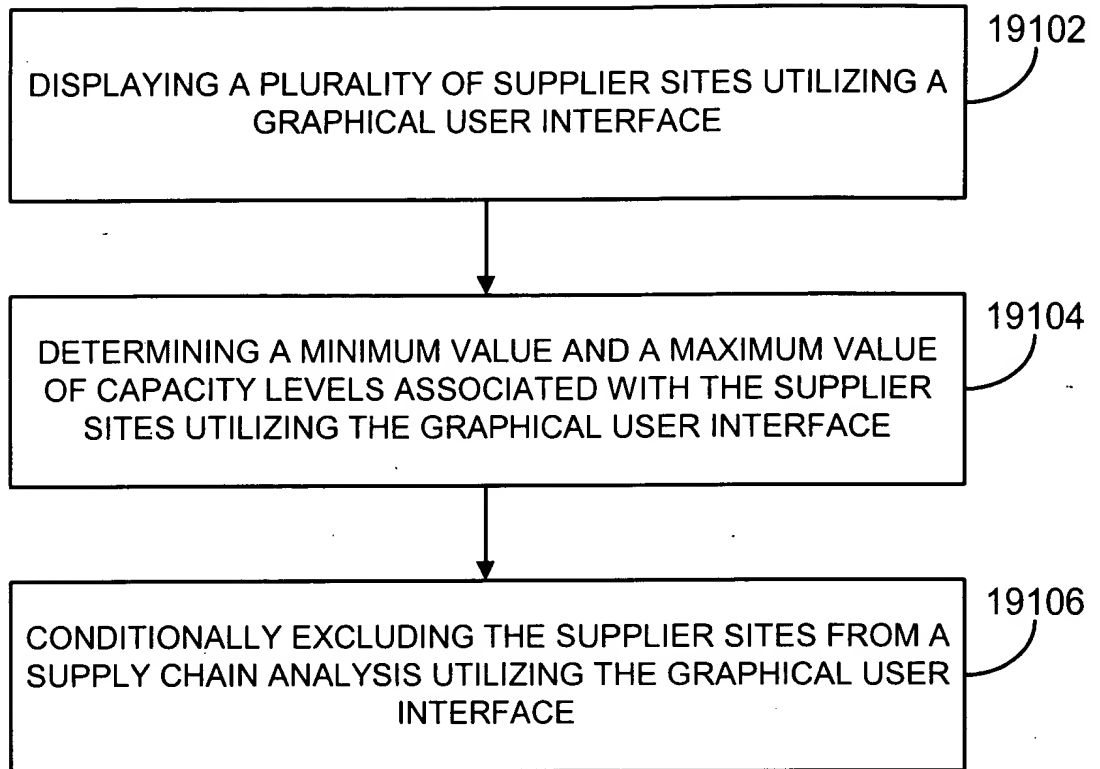 19102
DISPLAYING A PLURALITY OF SUPPLIER SITES UTILIZING A
GRAPHICAL USER INTERFACE
19104
DETERMINING A MINIMUM VALUE AND A MAXIMUM VALUE
OF CAPACITY LEVELS ASSOCIATED WITH THE SUPPLIER
SITES UTILIZING THE GRAPHICAL USER INTERFACE
19106
CONDITIONALLY EXCLUDING THE SUPPLIER SITES FROM A
SUPPLY CHAIN ANALYSIS UTILIZING THE GRAPHICAL USER
INTERFACE